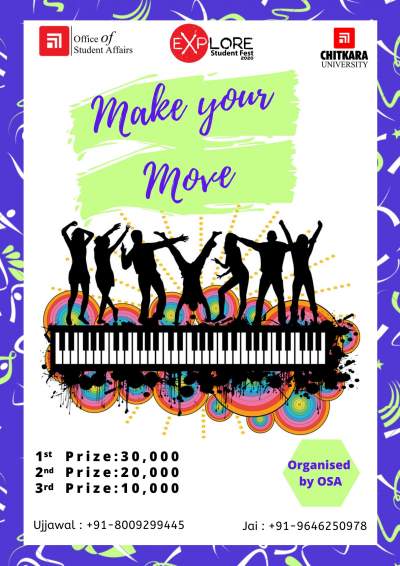 Office of
Student Affairs
EXPLORE
Student Fest
2020
CHITKARA
UNIVERSITY
Make your
Move
1st Prize:30,000
2nd Prize:20,000
3rd Prize:10,000
Organised
by OSA
Ujjawal : +91-8009299445
Jai : +91-9646250978